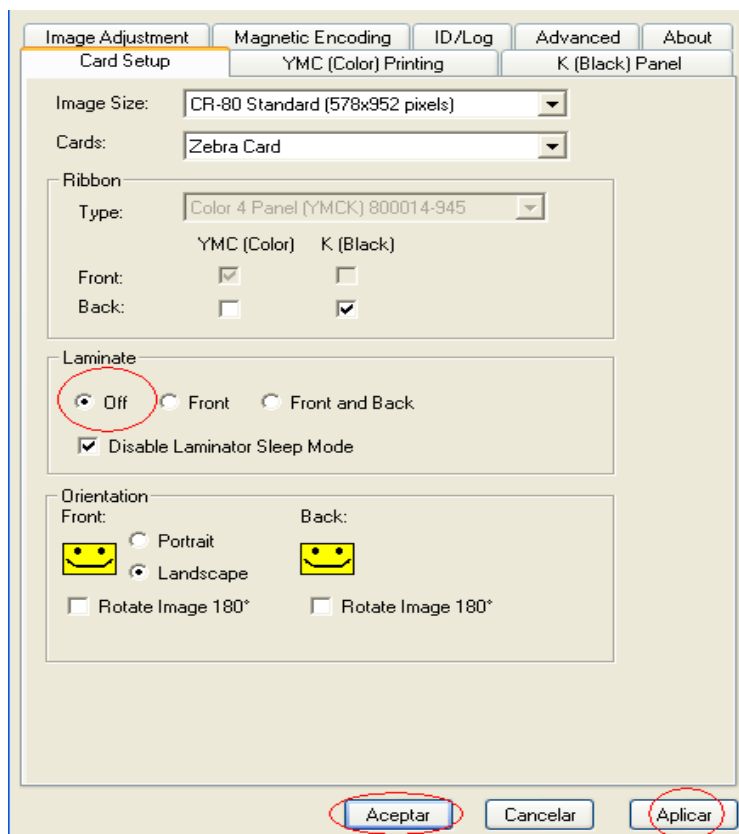 Image Adjustment Magnetic Encoding ID/Log Advanced About
Card Setup YMC (Color) Printing K (Black) Panel
Image Size: CR-80 Standard (578x952 pixels)
Cards: Zebra Card
Ribbon
Type: Color 4 Panel (YMCK) 800014-945
YMC (Color) K (Black)
Front:
Back:
Laminate
Off Front Front and Back
Disable Laminator Sleep Mode
Orientation
Front: Back:
Portrait
Landscape
Rotate Image 180° Rotate Image 180°
Aceptar Cancelar Aplicar